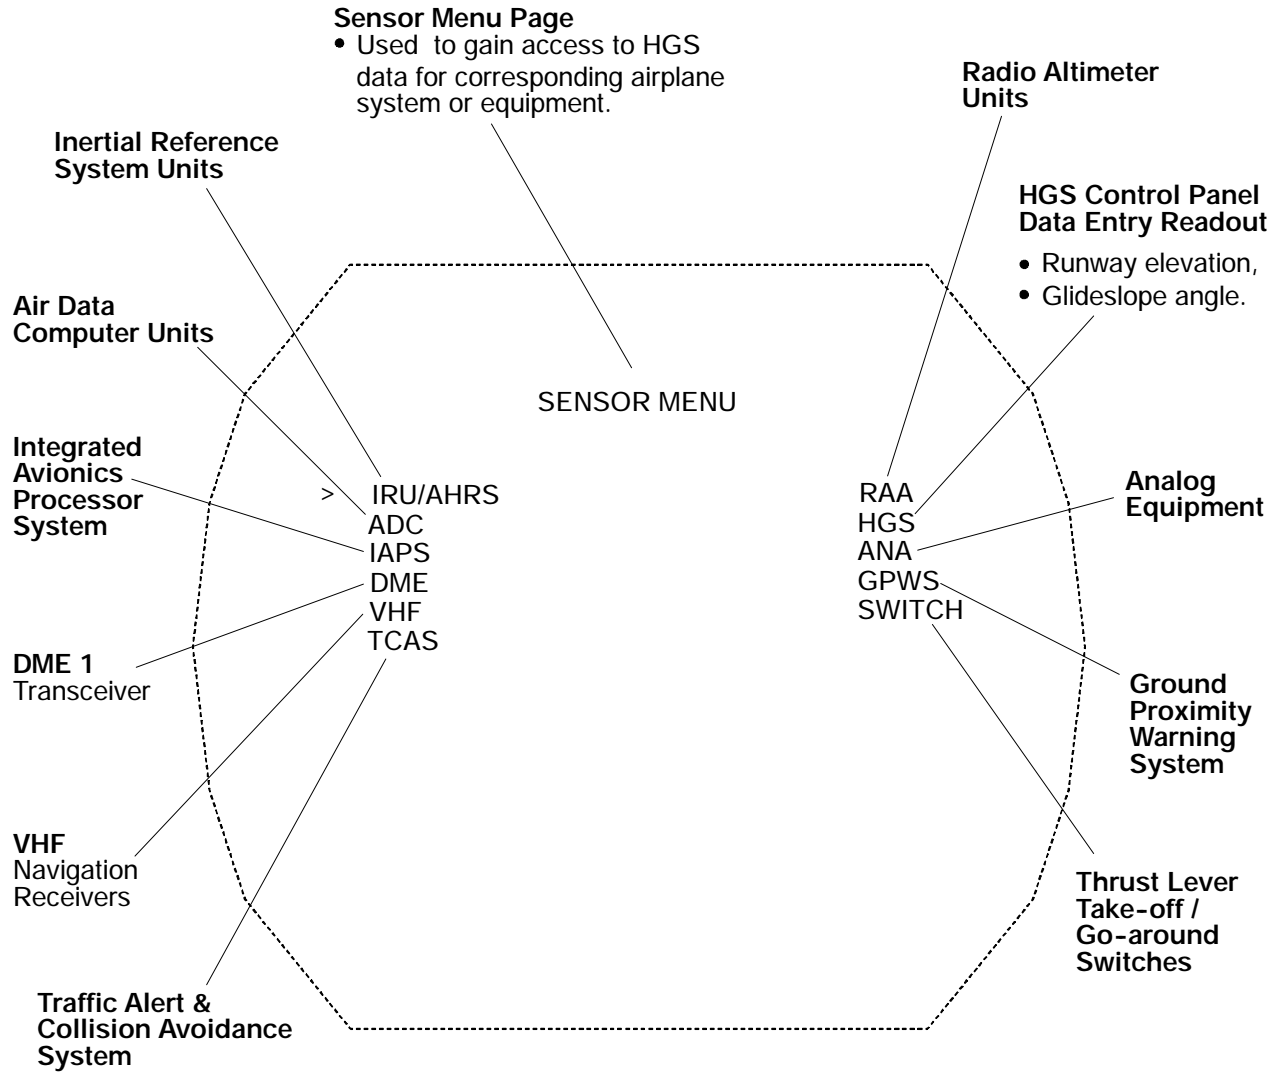 Sensor Menu Page
• Used to gain access to HGS
data for corresponding airplane
system or equipment.
Radio Altimeter
Units
Inertial Reference
System Units
HGS Control Panel
Data Entry Readout
• Runway elevation,
• Glideslope angle.
Air Data
Computer Units
SENSOR MENU
Integrated
Avionics
Processor
System
> IRU/AHRS
ADC
IAPS
DME
VHF
TCAS
RAA
HGS
ANA
GPWS
SWITCH
Analog
Equipment
DME 1
Transceiver
Ground
Proximity
Warning
System
VHF
Navigation
Receivers
Thrust Lever
Take-off /
Go-around
Switches
Traffic Alert &
Collision Avoidance
System